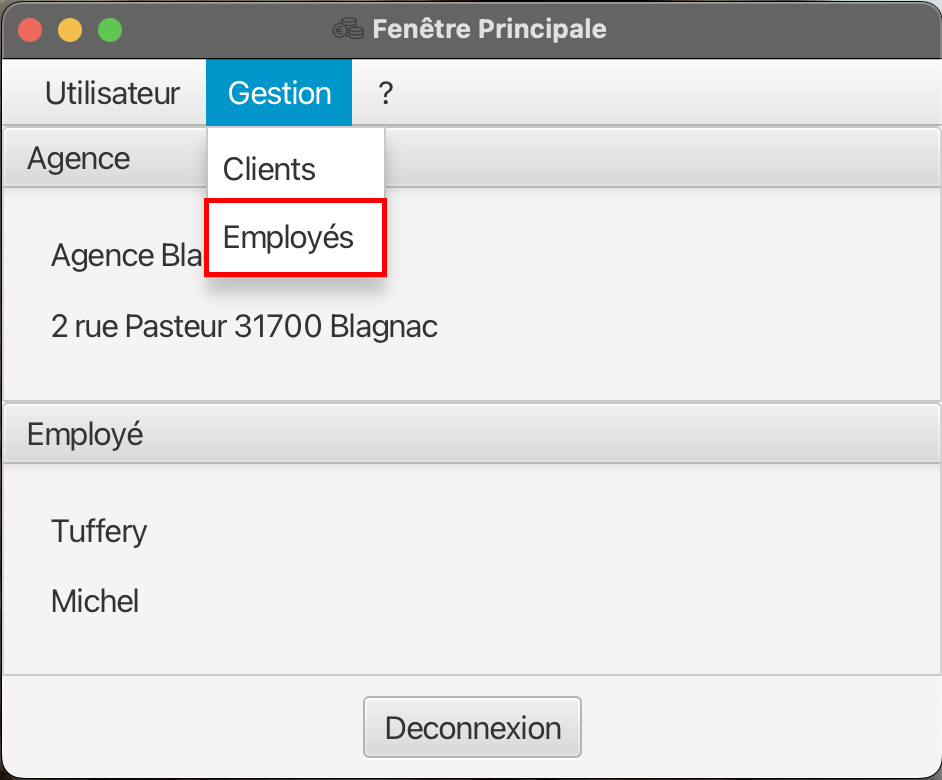 Fenêtre Principale
Utilisateur Gestion ?
Agence
Clients
Employés
Agence Bla
2 rue Pasteur 31700 Blagnac
Employé
Tuffery
Michel
Deconnexion